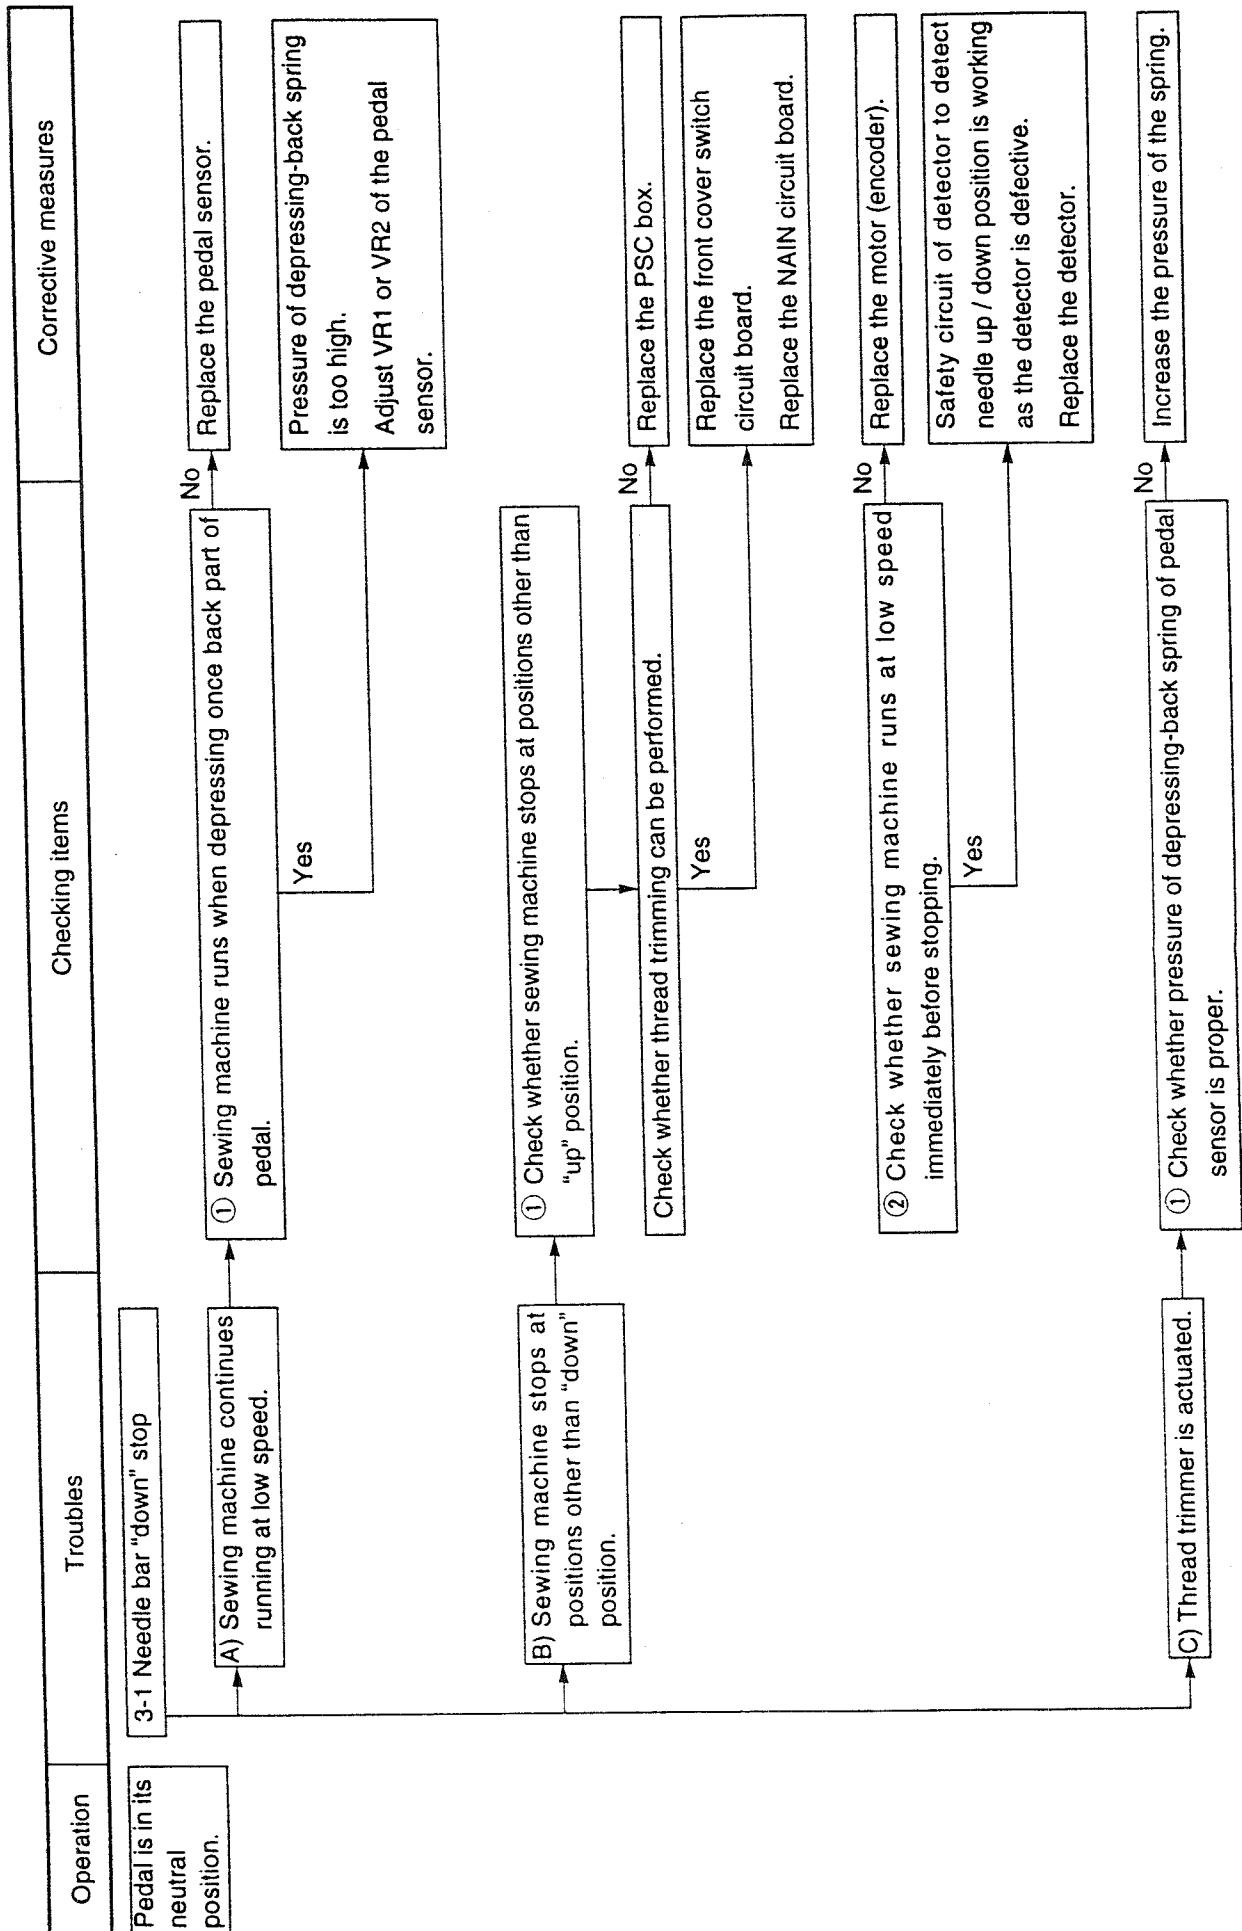 Operation
Troubles
Checking items
Corrective measures
Pedal is in its
neutral
position.
3-1 Needle bar “down” stop
A) Sewing machine continues
running at low speed.
① Sewing machine runs when depressing once back part of
pedal.
No
Replace the pedal sensor.
Yes
Pressure of depressing-back spring
is too high.
Adjust VR1 or VR2 of the pedal
sensor.
B) Sewing machine stops at
positions other than “down”
position.
① Check whether sewing machine stops at positions other than
“up” position.
Check whether thread trimming can be performed.
No
Replace the PSC box.
Yes
Replace the front cover switch
circuit board.
Replace the NAIN circuit board.
② Check whether sewing machine runs at low speed
immediately before stopping.
No
Replace the motor (encoder).
Yes
Safety circuit of detector to detect
needle up / down position is working
as the detector is defective.
Replace the detector.
C) Thread trimmer is actuated.
① Check whether pressure of depressing-back spring of pedal
sensor is proper.
No
Increase the pressure of the spring.